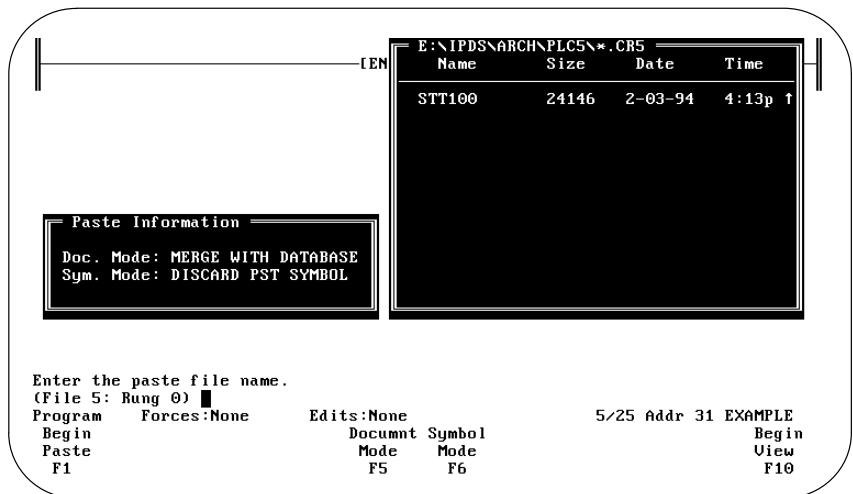 E:\IPDS\ARCH\PLC5\*.CR5
[EN
Name Size Date Time
STT100 24146 2-03-94 4:13p ↑
Paste Information
Doc. Mode: MERGE WITH DATABASE
Sym. Mode: DISCARD PST SYMBOL
Enter the paste file name.
(File 5: Rung 0)
Program Forces:None Edits:None 5/25 Addr 31 EXAMPLE
Begin Documnt Symbol Begin
Paste Mode Mode View
F1 F5 F6 F10